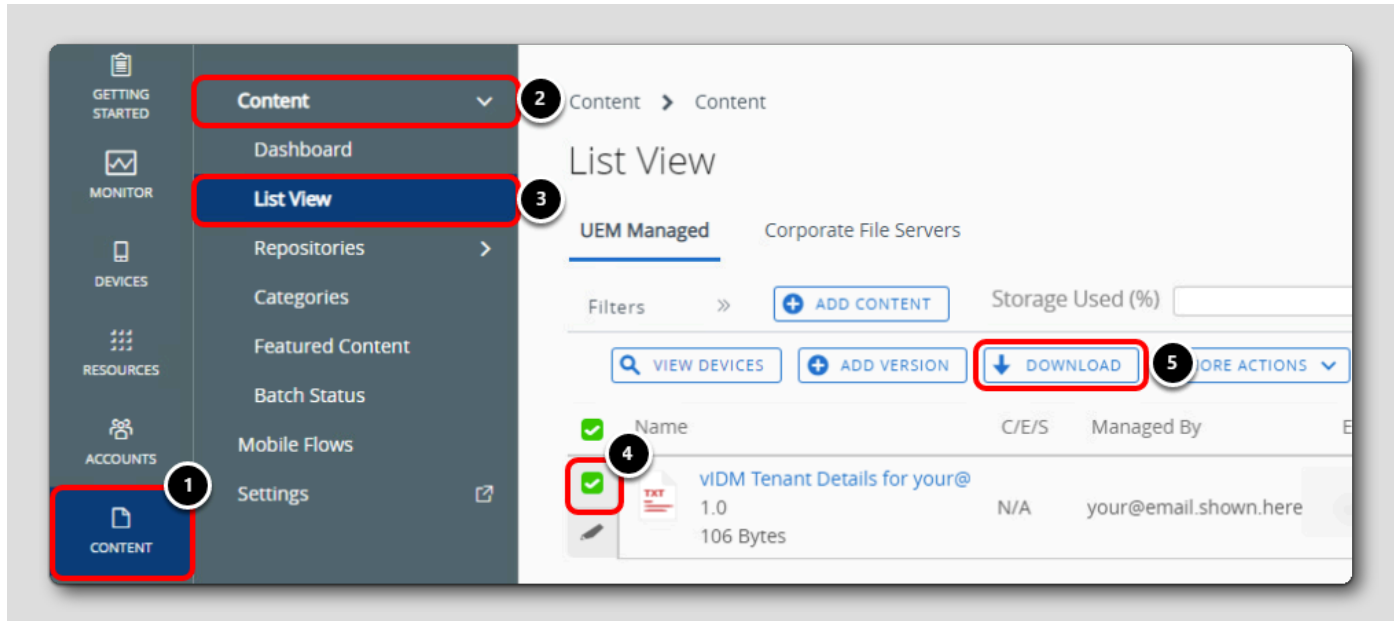 GETTING
STARTED
MONITOR
DEVICES
RESOURCES
ACCOUNTS
1
CONTENT
Content
2
Dashboard
List View
3
Repositories
Categories
Featured Content
Batch Status
Mobile Flows
Settings
Content > Content
List View
UEM Managed Corporate File Servers
Filters » ADD CONTENT Storage Used (%)
VIEW DEVICES ADD VERSION DOWNLOAD 5 ORE ACTIONS
Name C/E/S Managed By E
4
TXT
vIDM Tenant Details for your@
1.0 N/A your@email.shown.here
106 Bytes